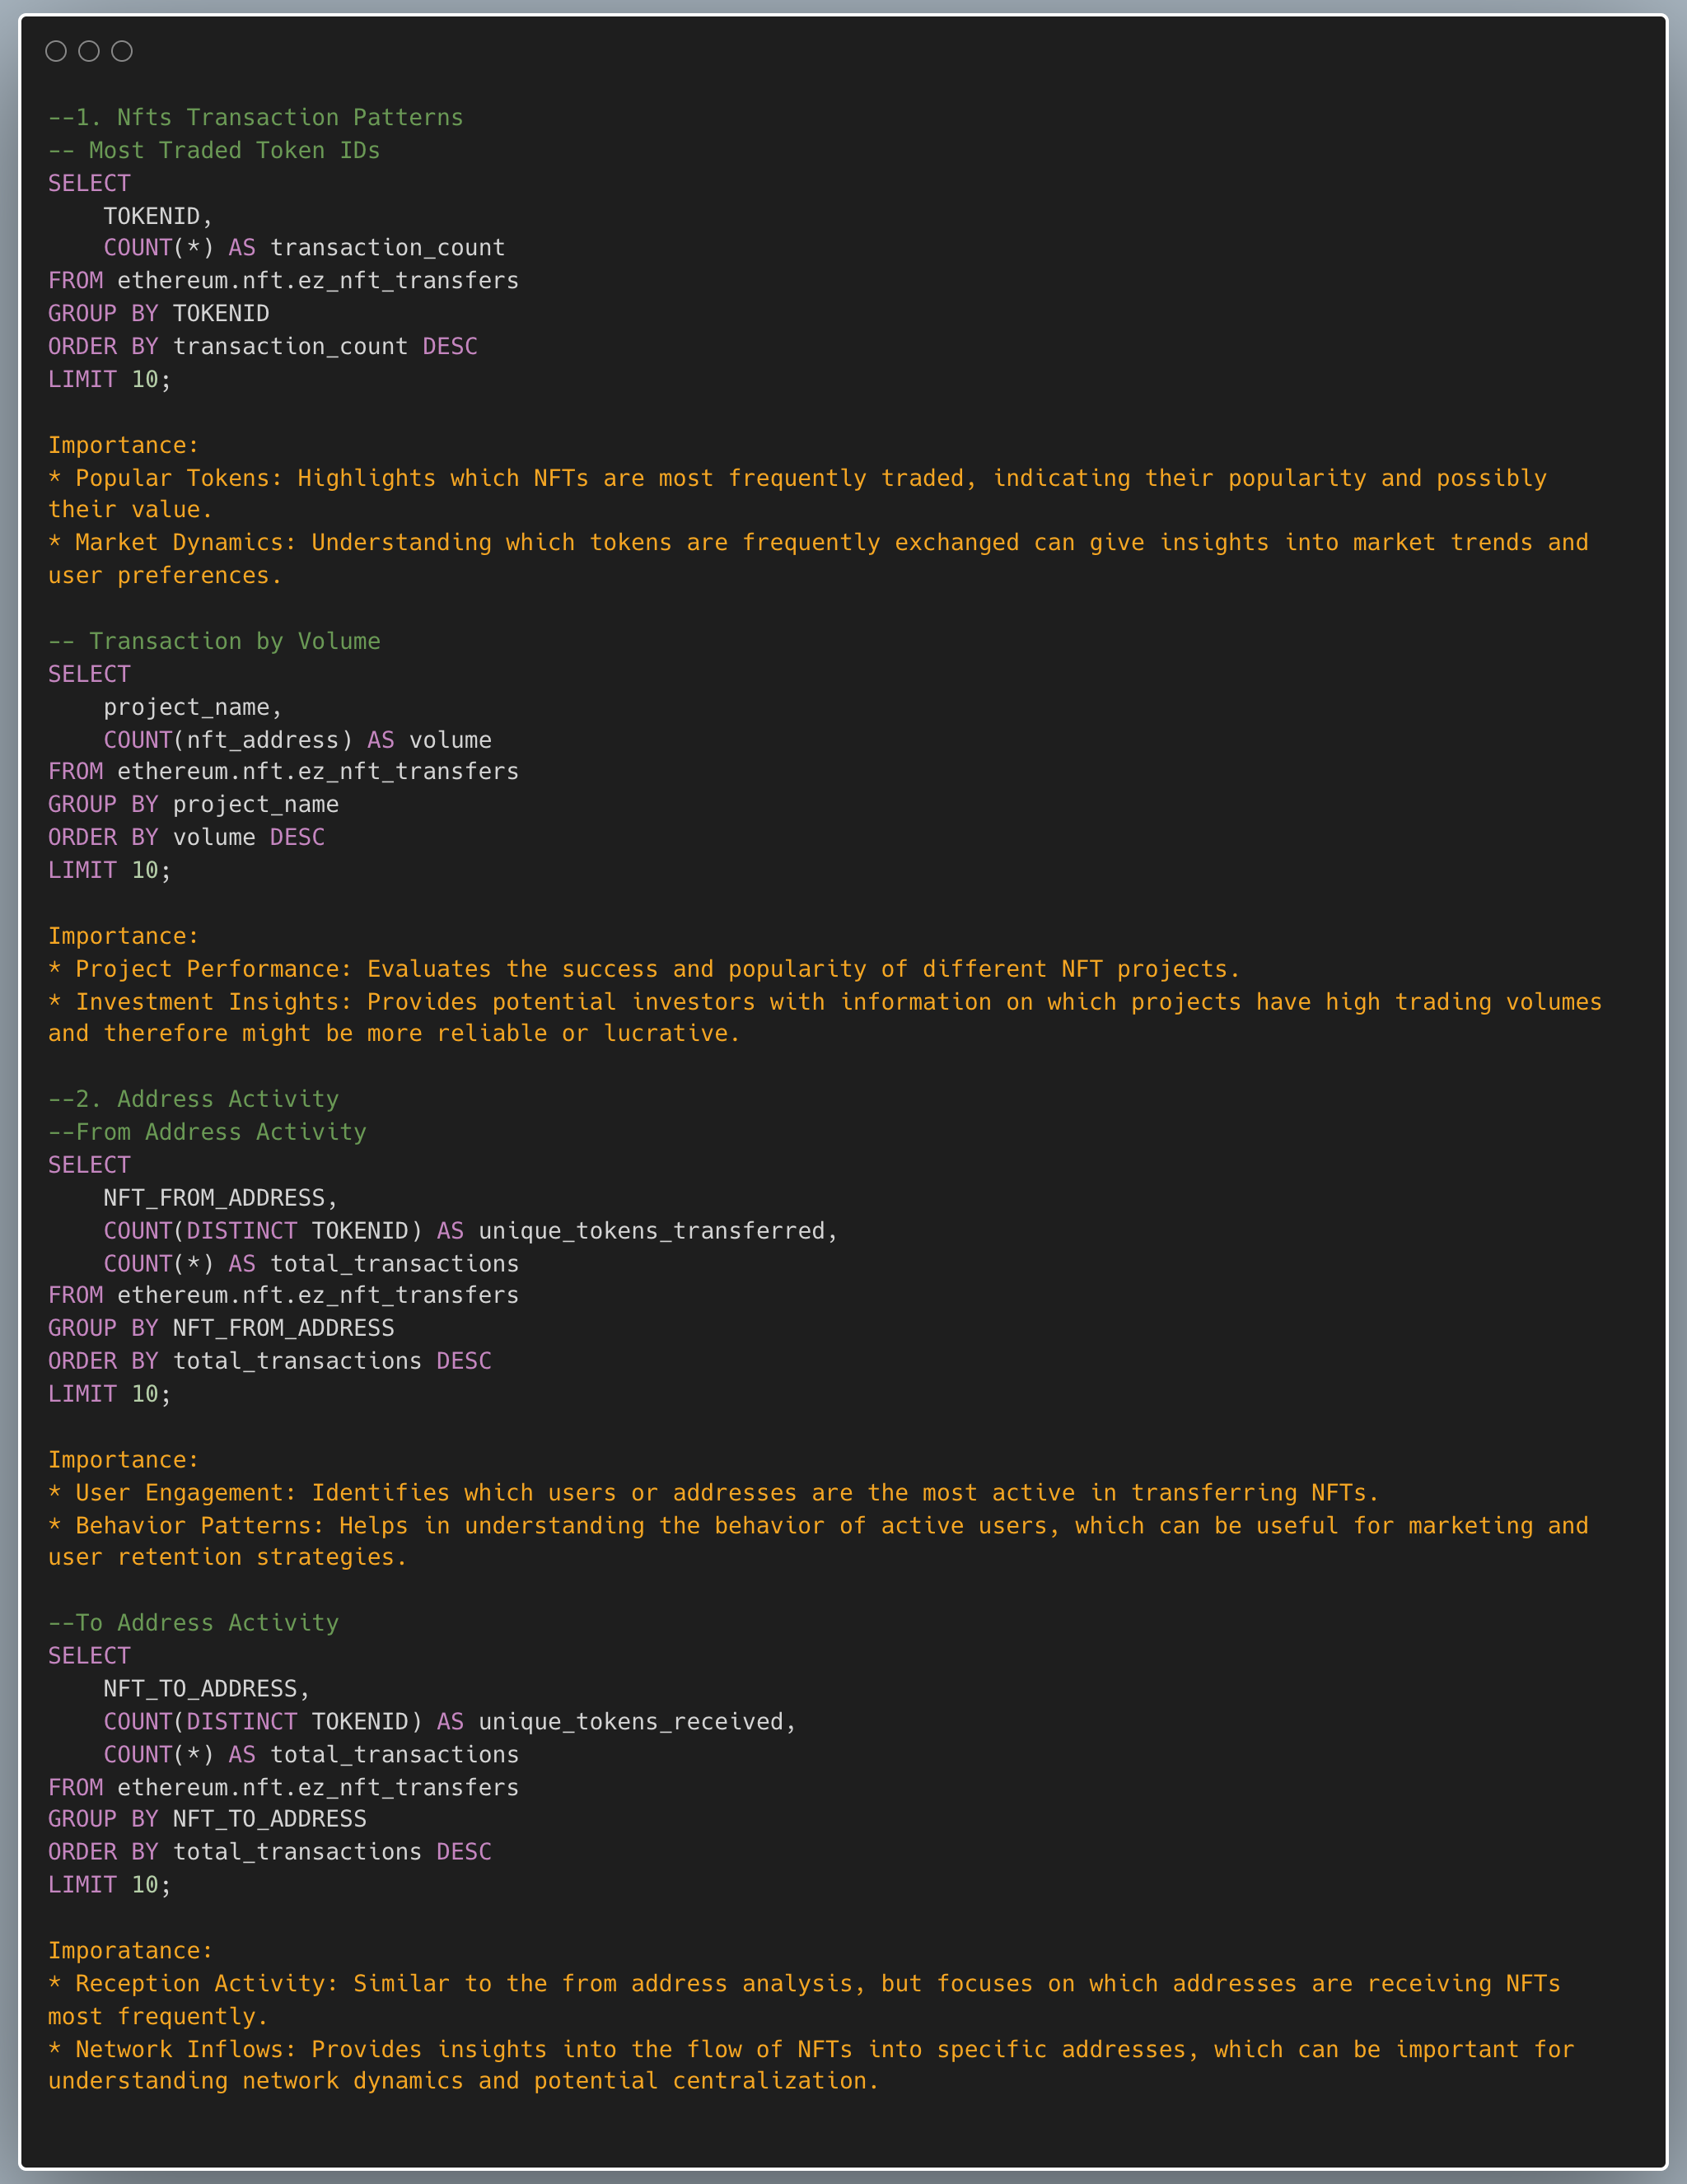 --1. Nfts Transaction Patterns
-- Most Traded Token IDs
SELECT
    TOKENID,
    COUNT(*) AS transaction_count
FROM ethereum.nft.ez_nft_transfers
GROUP BY TOKENID
ORDER BY transaction_count DESC
LIMIT 10;

Importance:
* Popular Tokens: Highlights which NFTs are most frequently traded, indicating their popularity and possibly
their value.
* Market Dynamics: Understanding which tokens are frequently exchanged can give insights into market trends and
user preferences.

-- Transaction by Volume
SELECT
    project_name,
    COUNT(nft_address) AS volume
FROM ethereum.nft.ez_nft_transfers
GROUP BY project_name
ORDER BY volume DESC
LIMIT 10;

Importance:
* Project Performance: Evaluates the success and popularity of different NFT projects.
* Investment Insights: Provides potential investors with information on which projects have high trading volumes
and therefore might be more reliable or lucrative.

--2. Address Activity
--From Address Activity
SELECT
    NFT_FROM_ADDRESS,
    COUNT(DISTINCT TOKENID) AS unique_tokens_transferred,
    COUNT(*) AS total_transactions
FROM ethereum.nft.ez_nft_transfers
GROUP BY NFT_FROM_ADDRESS
ORDER BY total_transactions DESC
LIMIT 10;

Importance:
* User Engagement: Identifies which users or addresses are the most active in transferring NFTs.
* Behavior Patterns: Helps in understanding the behavior of active users, which can be useful for marketing and
user retention strategies.

--To Address Activity
SELECT
    NFT_TO_ADDRESS,
    COUNT(DISTINCT TOKENID) AS unique_tokens_received,
    COUNT(*) AS total_transactions
FROM ethereum.nft.ez_nft_transfers
GROUP BY NFT_TO_ADDRESS
ORDER BY total_transactions DESC
LIMIT 10;

Imporatance:
* Reception Activity: Similar to the from address analysis, but focuses on which addresses are receiving NFTs
most frequently.
* Network Inflows: Provides insights into the flow of NFTs into specific addresses, which can be important for
understanding network dynamics and potential centralization.